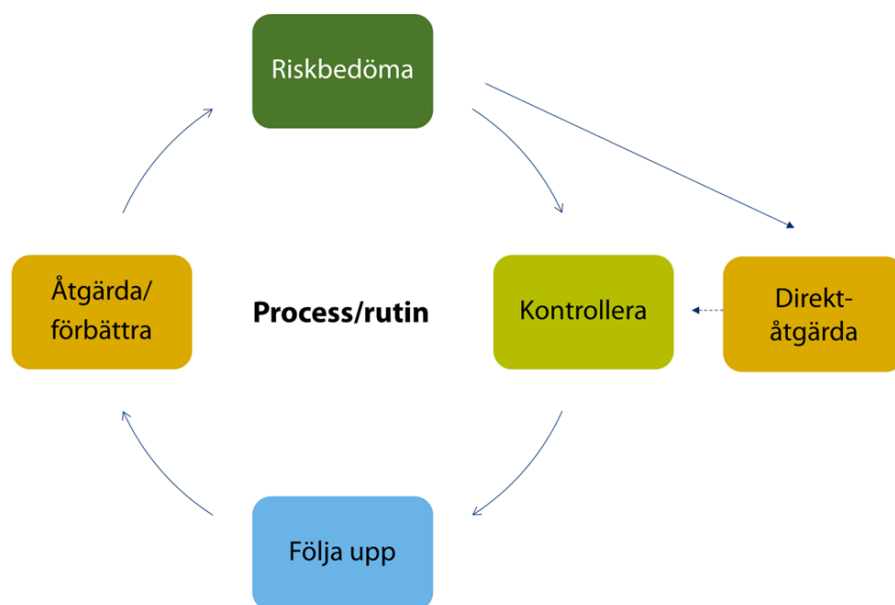 Riskbedöma
Åtgärda/
förbättra
Process/rutin
Kontrollera
Direkt-
åtgärda
Följa upp